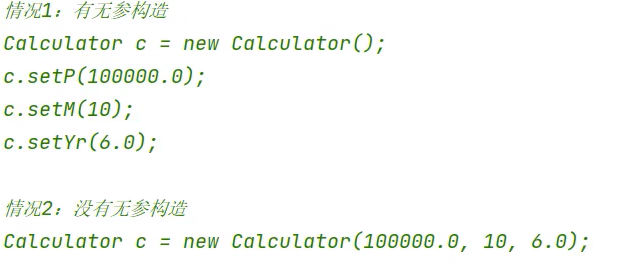 情况1：有无参构造
Calculator c = new Calculator();
c.setP(100000.0);
c.setM(10);
c.setYr(6.0);
情况2：没有无参构造
Calculator c = new Calculator(100000.0, 10, 6.0);